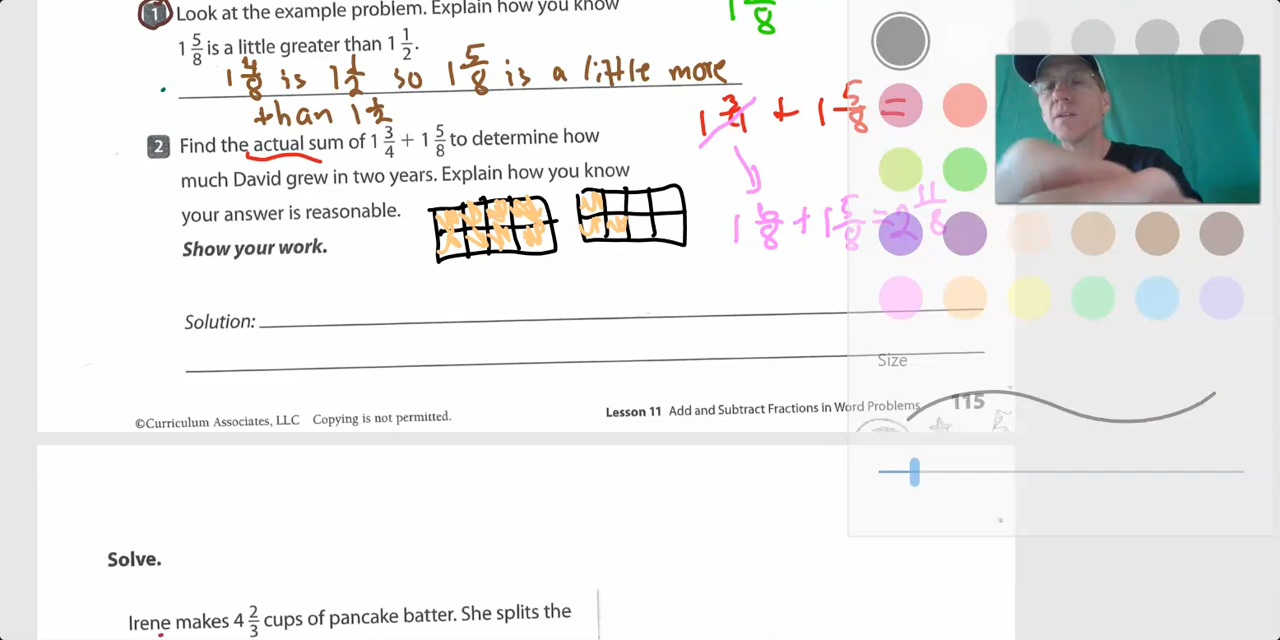 1 Look at the example problem. Explain how you know
1 5/8 is a little greater than 1 1/2.
1 4/8 is 1 1/2 so 1 5/8 is a little more
than 1 1/2
2 Find the actual sum of 1 3/4 + 1 5/8 to determine how
much David grew in two years. Explain how you know
your answer is reasonable.
Show your work.
1 5/8
1 3/4 + 1 5/8 =
1 6/8 + 1 5/8 = 2 11/8
Solution:
Size
©Curriculum Associates, LLC Copying is not permitted.
Lesson 11 Add and Subtract Fractions in Word Problems 115
Solve.
Irene makes 4 2/3 cups of pancake batter. She splits the